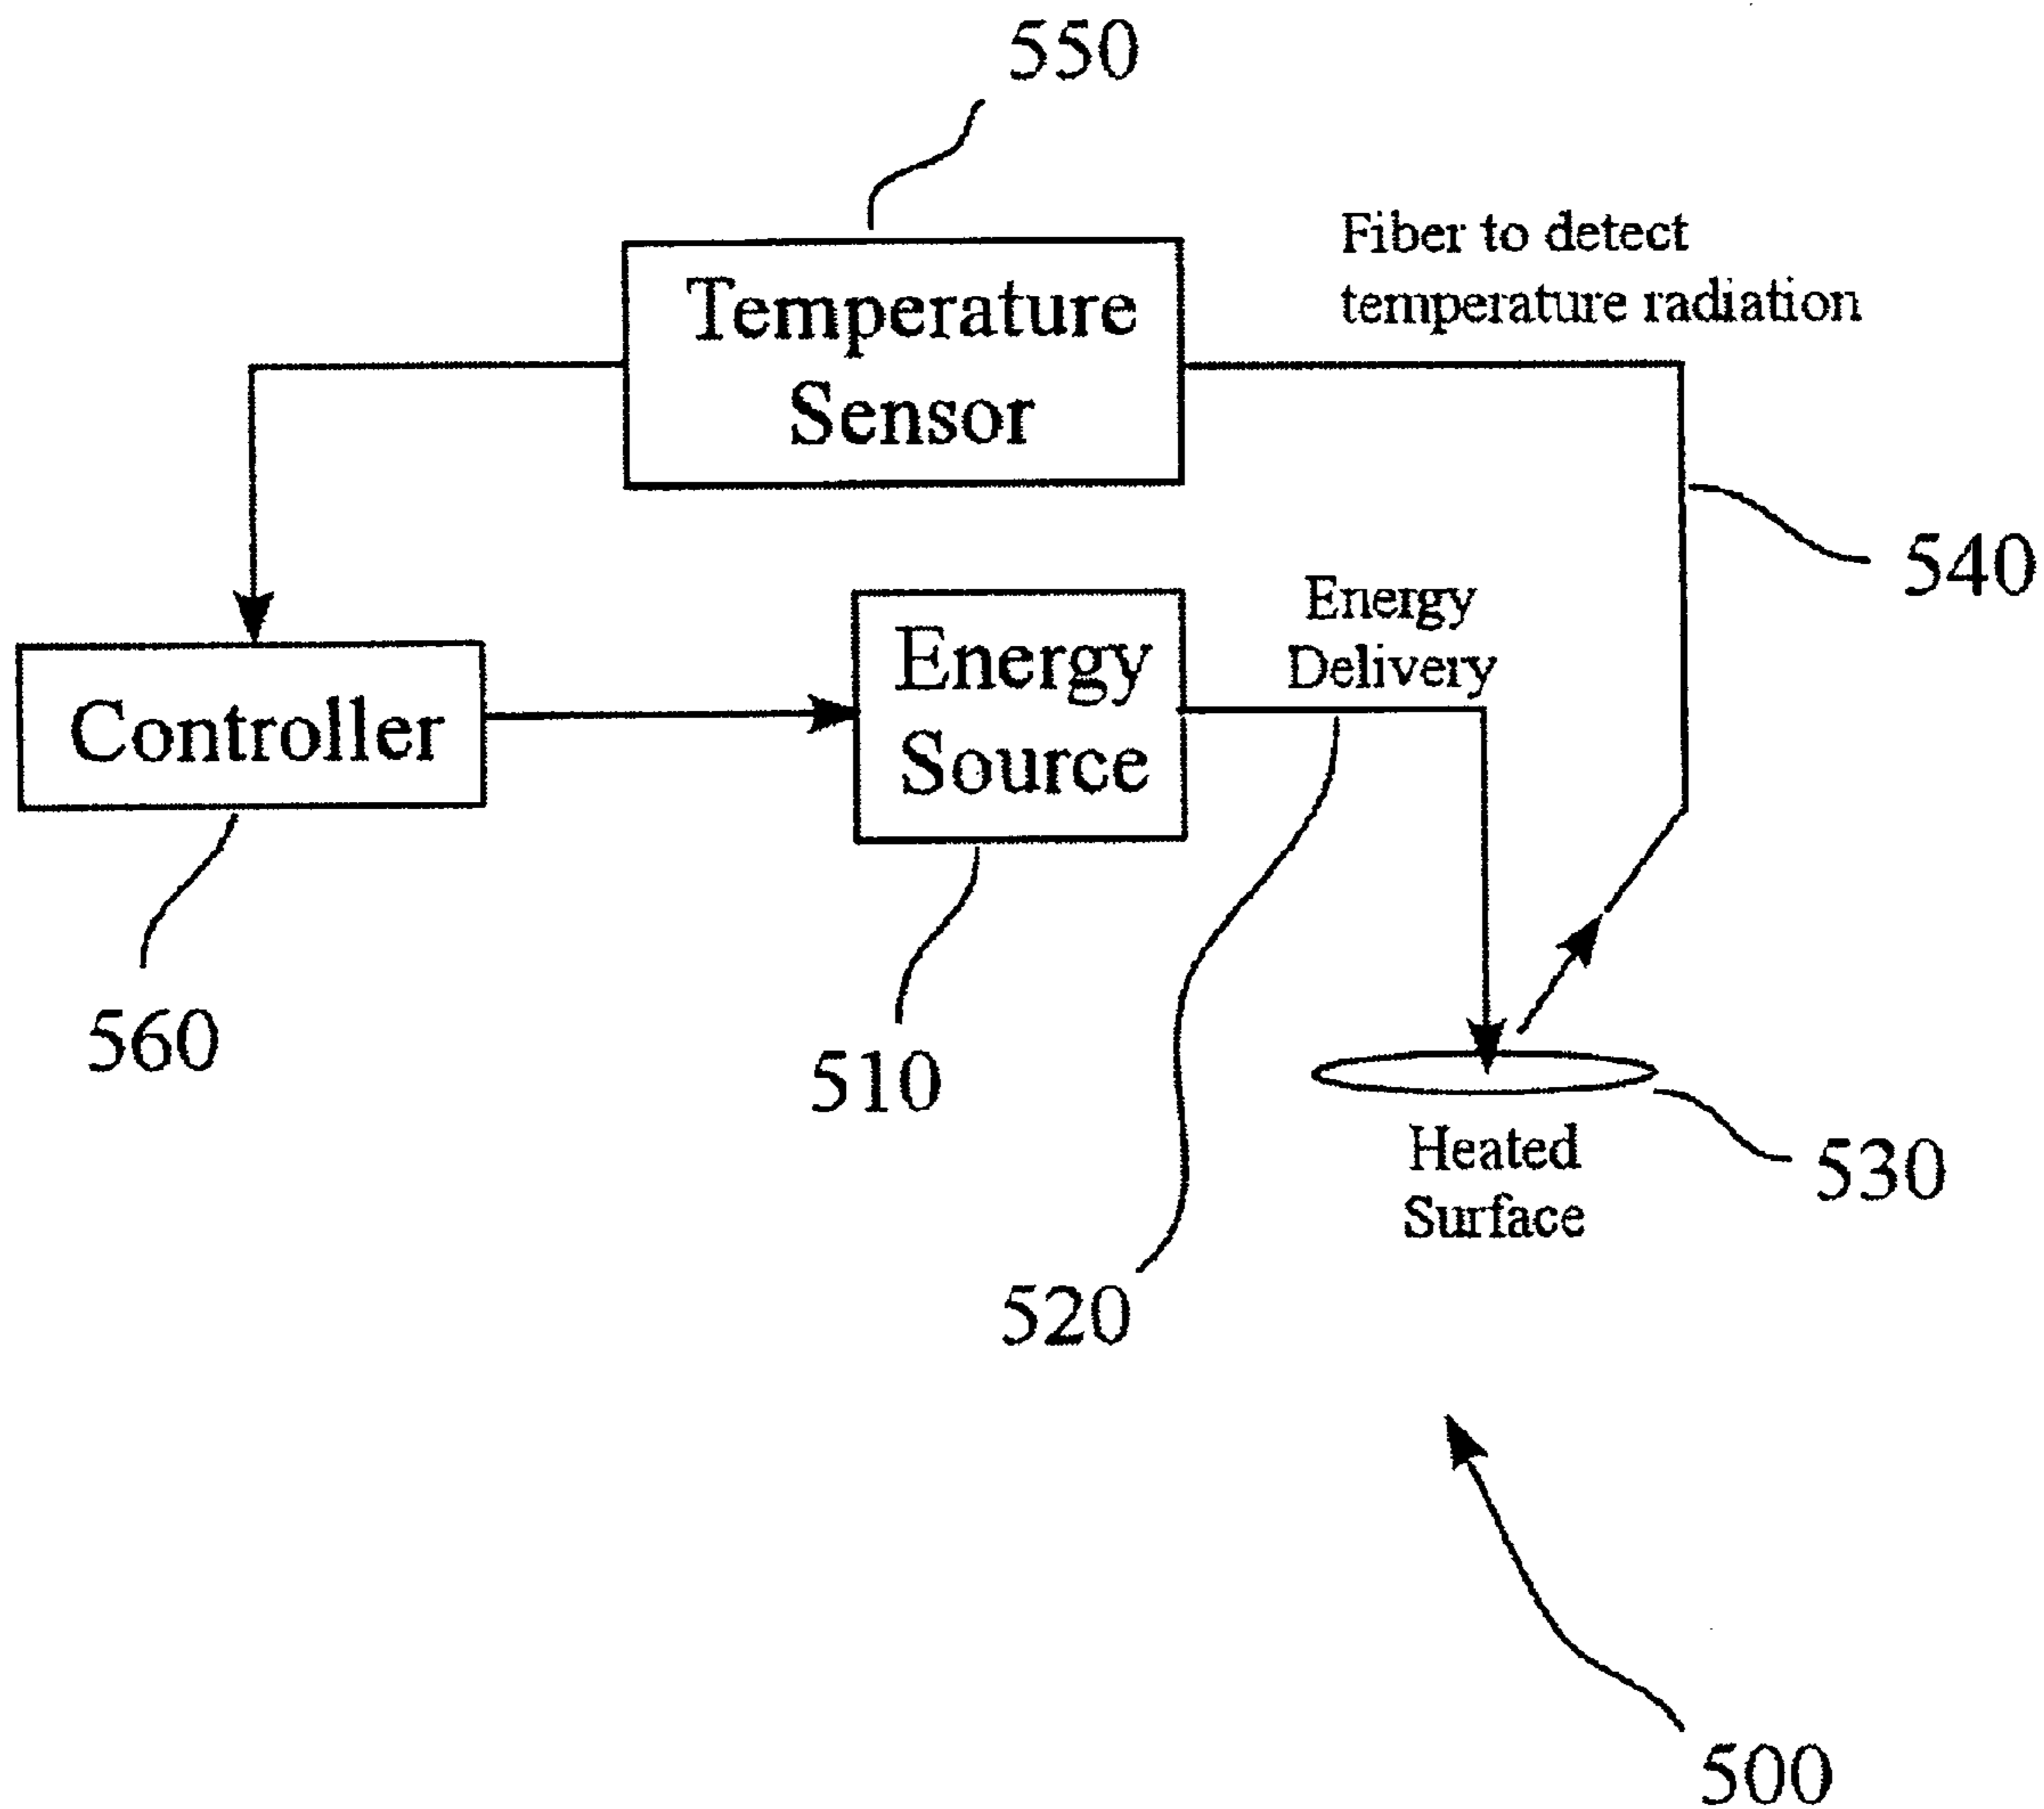 550
Fiber to detect
temperature radiation
Temperature
Sensor
540
Energy
Delivery
Controller
Energy
Source
560
510
520
Heated
Surface
530
500